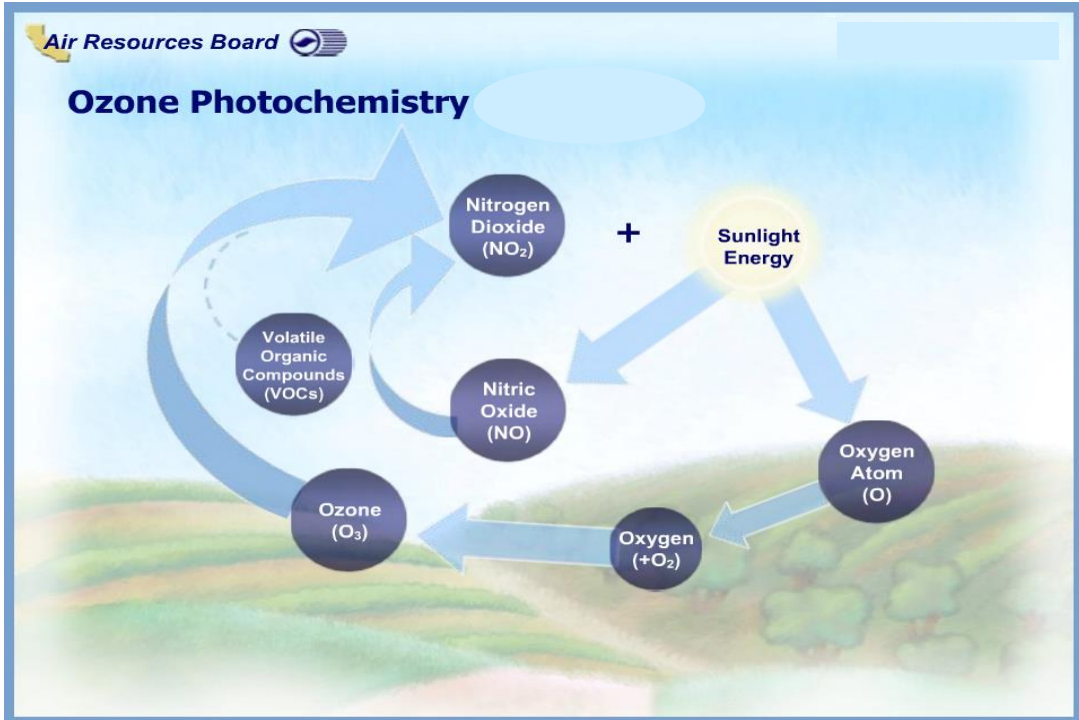 Air Resources Board
Ozone Photochemistry
Nitrogen
Dioxide
(NO₂)
+
Sunlight
Energy
Volatile
Organic
Compounds
(VOCs)
Nitric
Oxide
(NO)
Oxygen
Atom
(O)
Ozone
(O₃)
Oxygen
(+O₂)